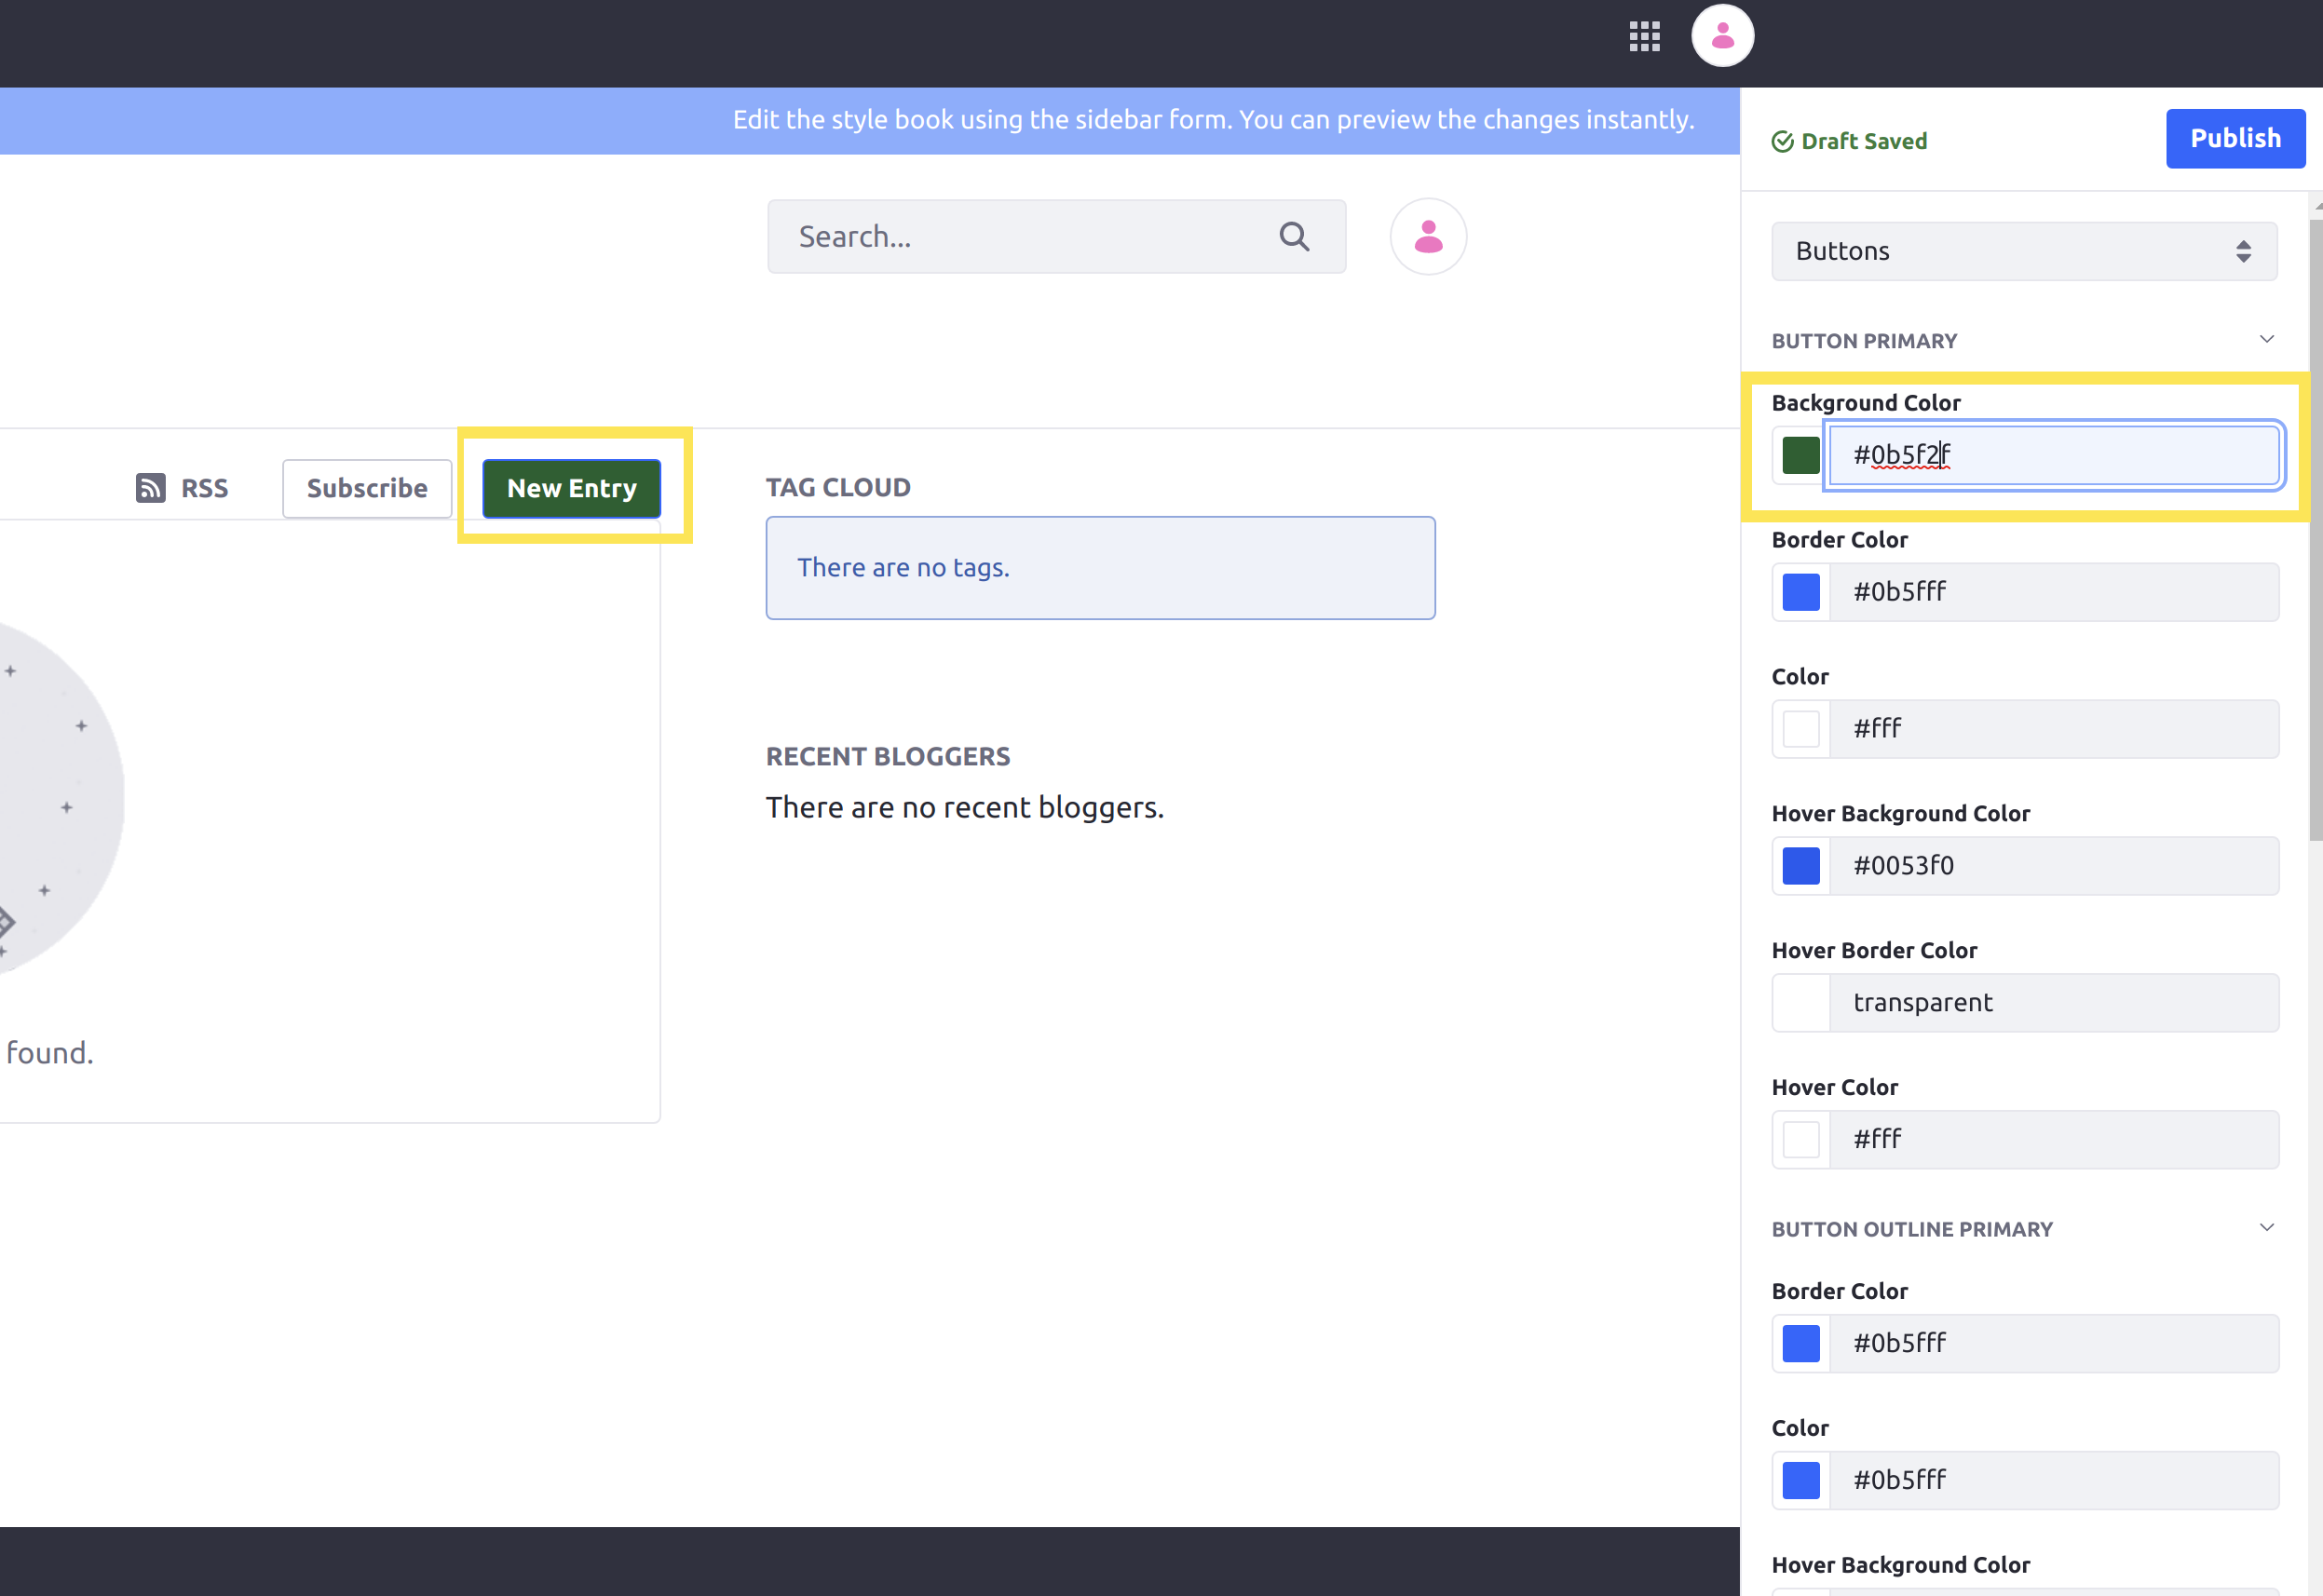 Edit the style book using the sidebar form. You can preview the changes instantly.
Search...
RSS
Subscribe
New Entry
found.
TAG CLOUD
There are no tags.
RECENT BLOGGERS
There are no recent bloggers.
Draft Saved
Publish
Buttons
BUTTON PRIMARY
Background Color
#0b5f2f
Border Color
#0b5fff
Color
#fff
Hover Background Color
#0053f0
Hover Border Color
transparent
Hover Color
#fff
BUTTON OUTLINE PRIMARY
Border Color
#0b5fff
Color
#0b5fff
Hover Background Color